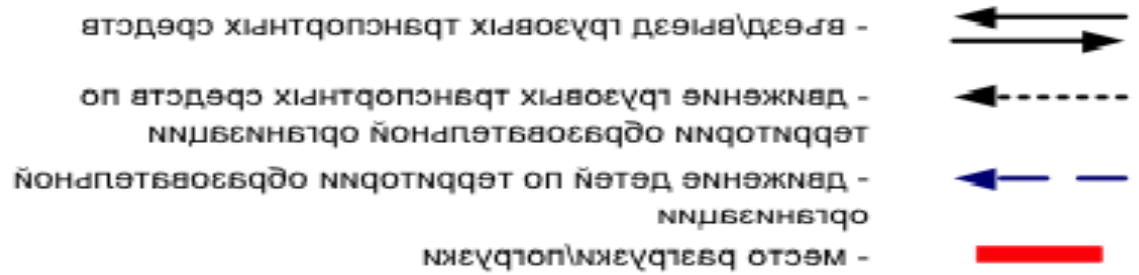 - въезд/выезд грузовых транспортных средств
- движение грузовых транспортных средств по
территории образовательной организации
- движение детей по территории образовательной
организации
- место разгрузки/погрузки